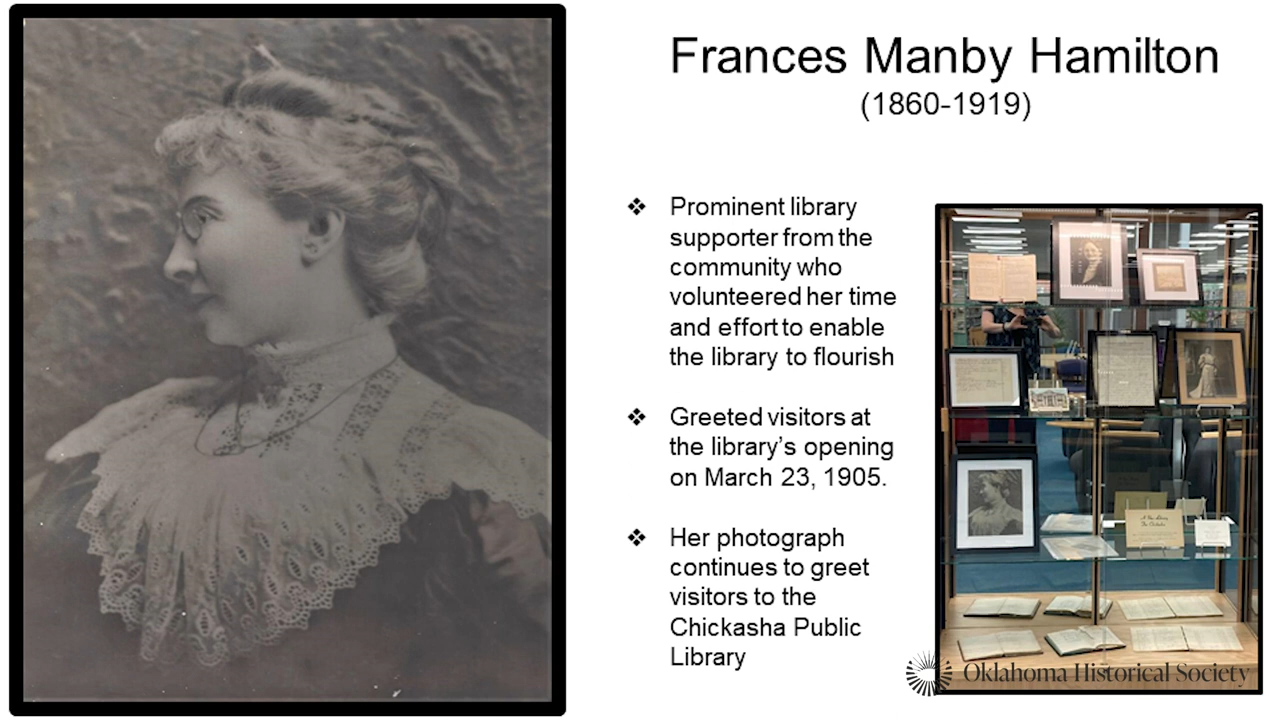 Frances Manby Hamilton
(1860-1919)
❖ Prominent library
supporter from the
community who
volunteered her time
and effort to enable
the library to flourish
❖ Greeted visitors at
the library's opening
on March 23, 1905.
❖ Her photograph
continues to greet
visitors to the
Chickasha Public
Library
Oklahoma Historical Society